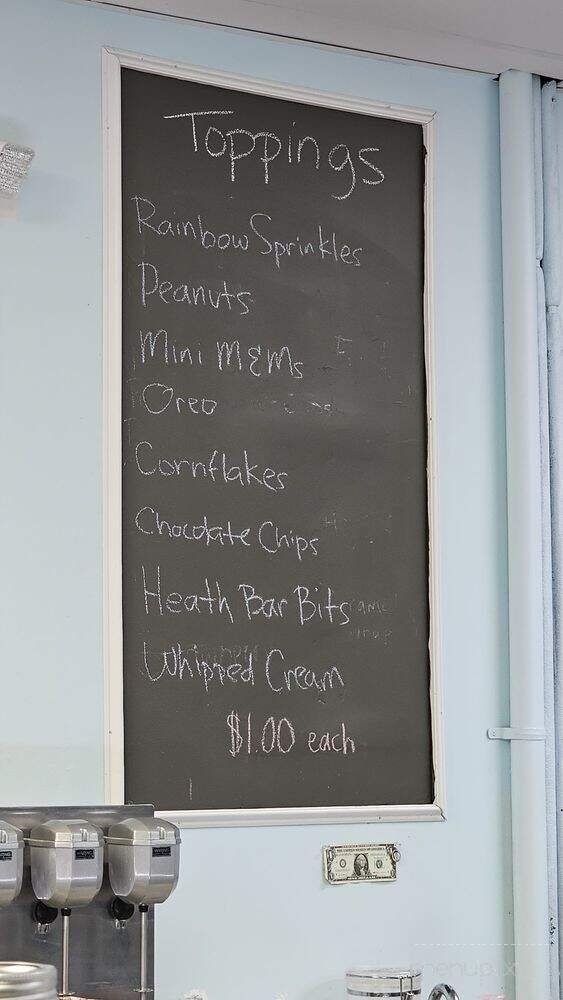 Toppings
Rainbow Sprinkles
Peanuts
Mini M&Ms
Oreo
Cornflakes
Chocolate Chips
Heath Bar Bits
Whipped Cream
$1.00 each